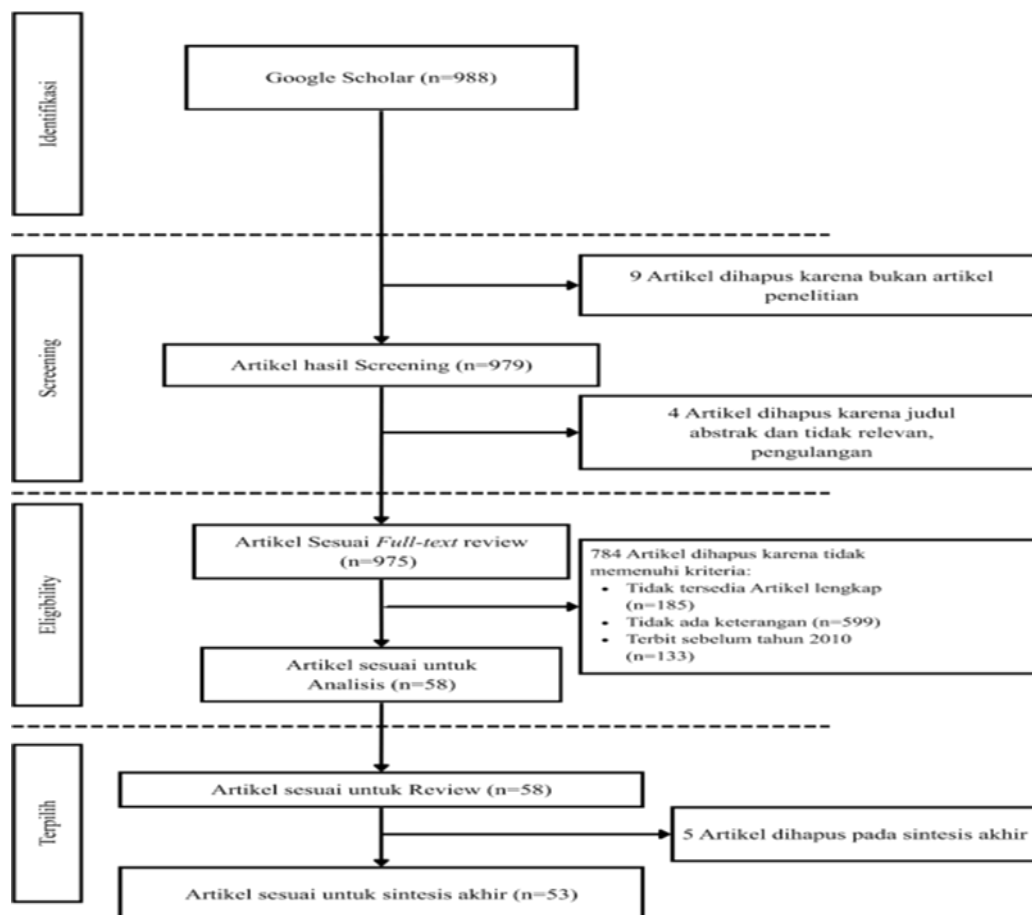 Identifikasi
Google Scholar (n=988)
Screening
9 Artikel dihapus karena bukan artikel
penelitian
Artikel hasil Screening (n=979)
4 Artikel dihapus karena judul
abstrak dan tidak relevan,
pengulangan
Eligibility
Artikel Sesuai Full-text review
(n=975)
784 Artikel dihapus karena tidak
memenuhi kriteria:
• Tidak tersedia Artikel lengkap
(n=185)
• Tidak ada keterangan (n=599)
• Terbit sebelum tahun 2010
(n=133)
Artikel sesuai untuk
Analisis (n=58)
Terpilih
Artikel sesuai untuk Review (n=58)
5 Artikel dihapus pada sintesis akhir
Artikel sesuai untuk sintesis akhir (n=53)